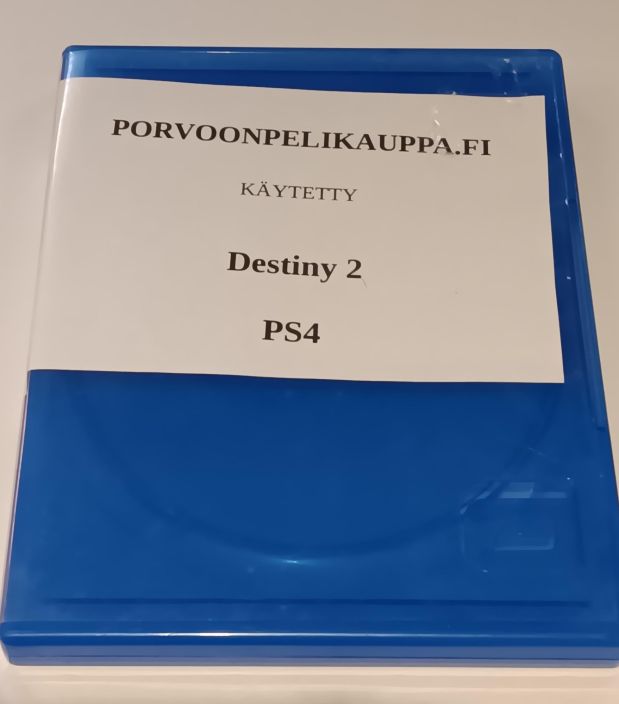 PORVOONPELIKAUPPA.FI
KÄYTETTY
Destiny 2
PS4